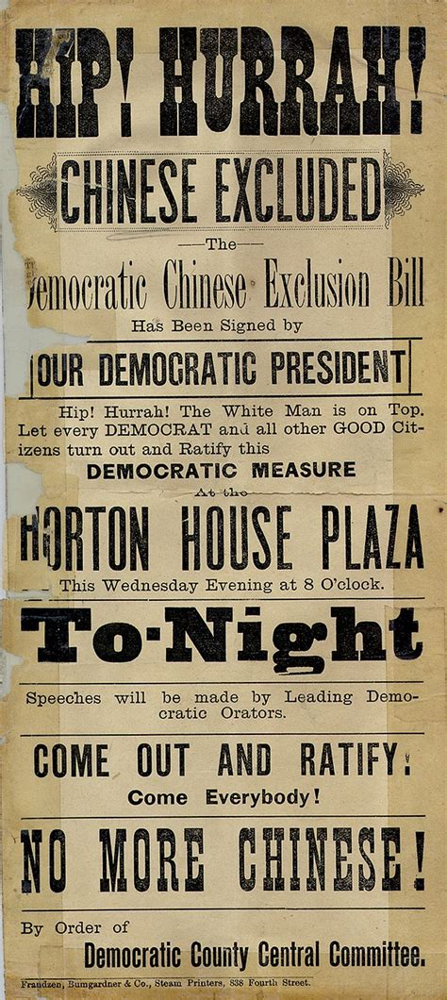 HIP! HURRAH!
CHINESE EXCLUDED
The
Democratic Chinese Exclusion Bill
Has Been Signed by
OUR DEMOCRATIC PRESIDENT
Hip! Hurrah! The White Man is on Top.
Let every DEMOCRAT and all other GOOD Cit-
izens turn out and Ratify this
DEMOCRATIC MEASURE
At the
HORTON HOUSE PLAZA
This Wednesday Evening at 8 O'clock.
To-Night
Speeches will be made by Leading Demo-
cratic Orators.
COME OUT AND RATIFY!
Come Everybody!
NO MORE CHINESE!
By Order of
Democratic County Central Committee.
Frandzen, Bumgardner & Co., Steam Printers, 838 Fourth Street.